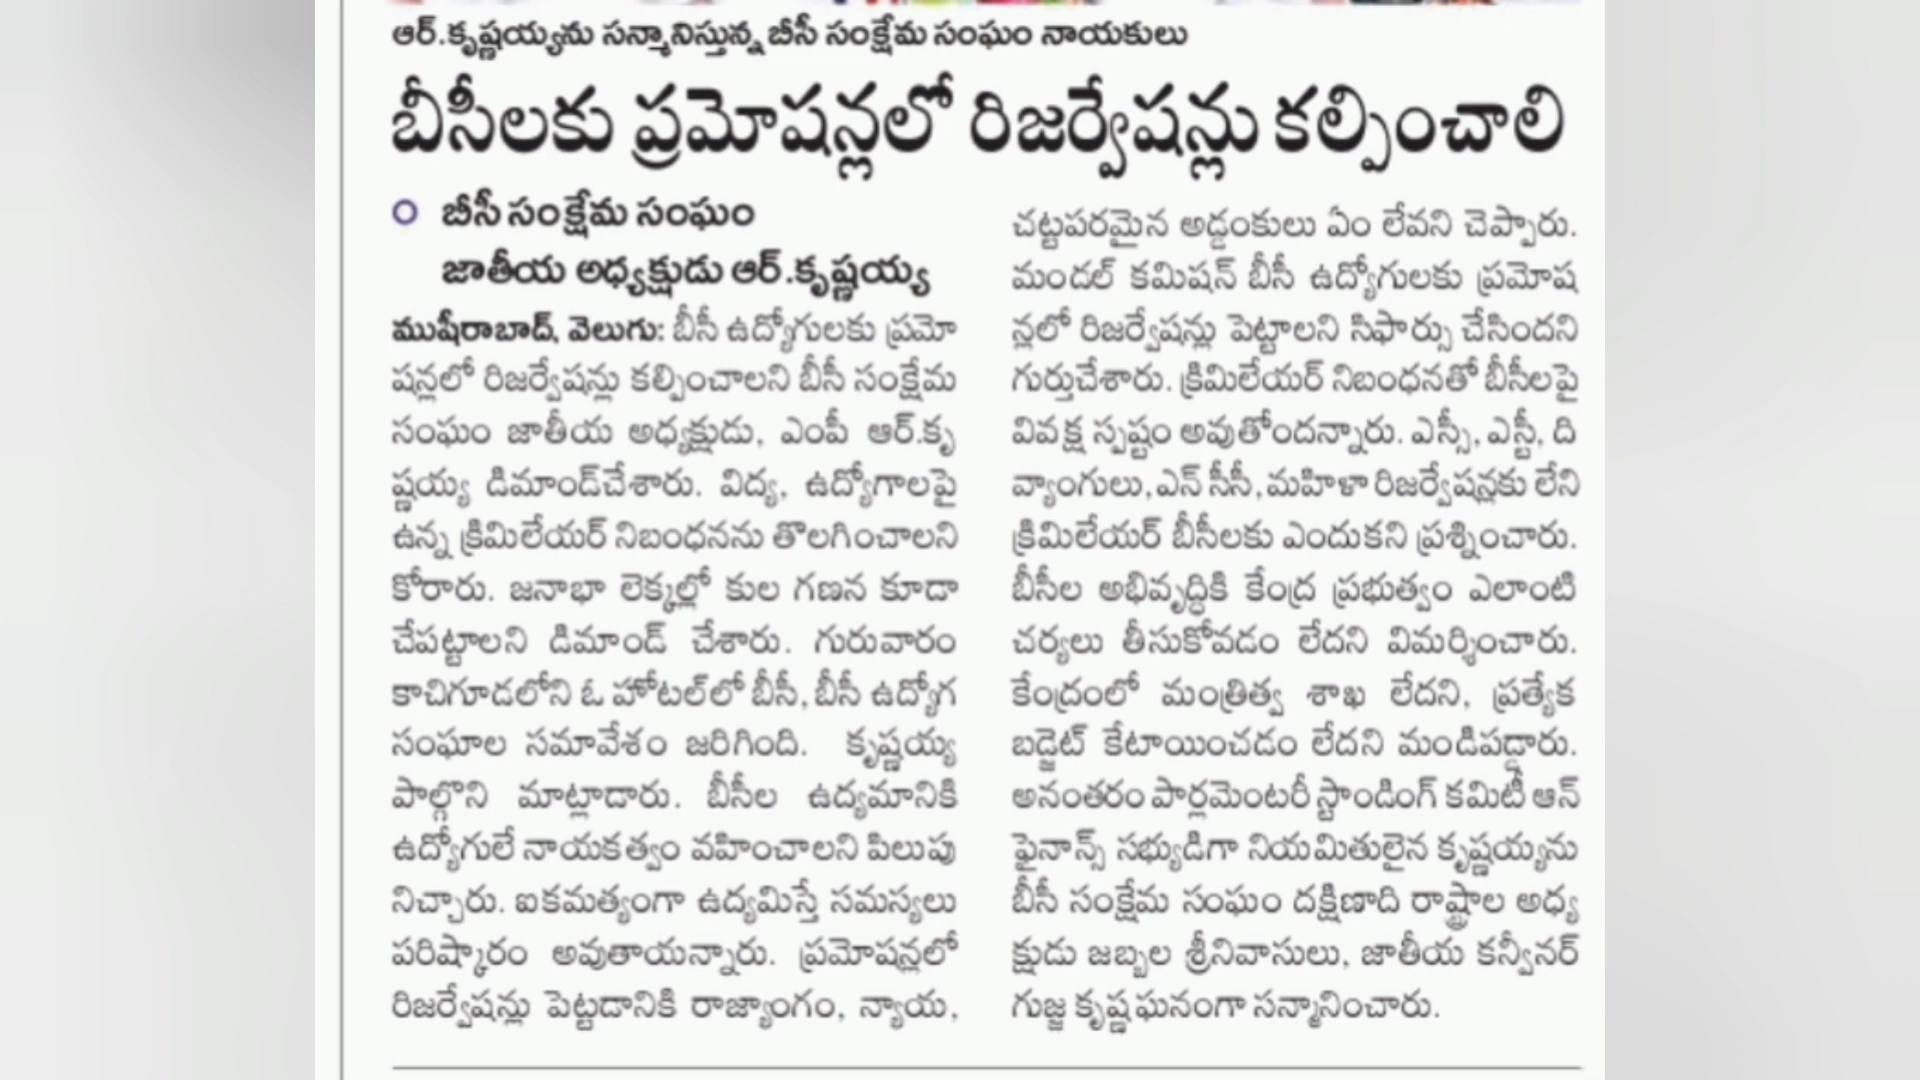 ఆర్.కృష్ణయ్యను సన్మానిస్తున్న బీసీ సంక్షేమ సంఘం నాయకులు
బీసీలకు ప్రమోషన్లలో రిజర్వేషన్లు కల్పించాలి
బీసీ సంక్షేమ సంఘం
జాతీయ అధ్యక్షుడు ఆర్.కృష్ణయ్య
ముషీరాబాద్, వెలుగు: బీసీ ఉద్యోగులకు ప్రమో
షన్లలో రిజర్వేషన్లు కల్పించాలని బీసీ సంక్షేమ
సంఘం జాతీయ అధ్యక్షుడు, ఎంపీ ఆర్.కృ
ష్ణయ్య డిమాండ్‌చేశారు. విద్య, ఉద్యోగాలపై
ఉన్న క్రిమిలేయర్ నిబంధనను తొలగించాలని
కోరారు. జనాభా లెక్కల్లో కుల గణన కూడా
చేపట్టాలని డిమాండ్ చేశారు. గురువారం
కాచిగూడలోని ఓ హోటల్‌లో బీసీ, బీసీ ఉద్యోగ
సంఘాల సమావేశం జరిగింది. కృష్ణయ్య
పాల్గొని మాట్లాడారు. బీసీల ఉద్యమానికి
ఉద్యోగులే నాయకత్వం వహించాలని పిలుపు
నిచ్చారు. ఐకమత్యంగా ఉద్యమిస్తే సమస్యలు
పరిష్కారం అవుతాయన్నారు. ప్రమోషన్లలో
రిజర్వేషన్లు పెట్టడానికి రాజ్యాంగం, న్యాయ,
చట్టపరమైన అడ్డంకులు ఏం లేవని చెప్పారు.
మండల్ కమిషన్ బీసీ ఉద్యోగులకు ప్రమోష
న్లలో రిజర్వేషన్లు పెట్టాలని సిఫార్సు చేసిందని
గుర్తుచేశారు. క్రిమిలేయర్ నిబంధనతో బీసీలపై
వివక్ష స్పష్టం అవుతోందన్నారు. ఎస్సీ, ఎస్టీ, ది
వ్యాంగులు, ఎన్ సీసీ, మహిళా రిజర్వేషన్లకు లేని
క్రిమిలేయర్ బీసీలకు ఎందుకని ప్రశ్నించారు.
బీసీల అభివృద్ధికి కేంద్ర ప్రభుత్వం ఎలాంటి
చర్యలు తీసుకోవడం లేదని విమర్శించారు.
కేంద్రంలో మంత్రిత్వ శాఖ లేదని, ప్రత్యేక
బడ్జెట్ కేటాయించడం లేదని మండిపడ్డారు.
అనంతరం పార్లమెంటరీ స్టాండింగ్ కమిటీ ఆన్
ఫైనాన్స్ సభ్యుడిగా నియమితులైన కృష్ణయ్యను
బీసీ సంక్షేమ సంఘం దక్షిణాది రాష్ట్రాల అధ్య
క్షుడు జబ్బల శ్రీనివాసులు, జాతీయ కన్వీనర్
గుజ్జ కృష్ణ ఘనంగా సన్మానించారు.